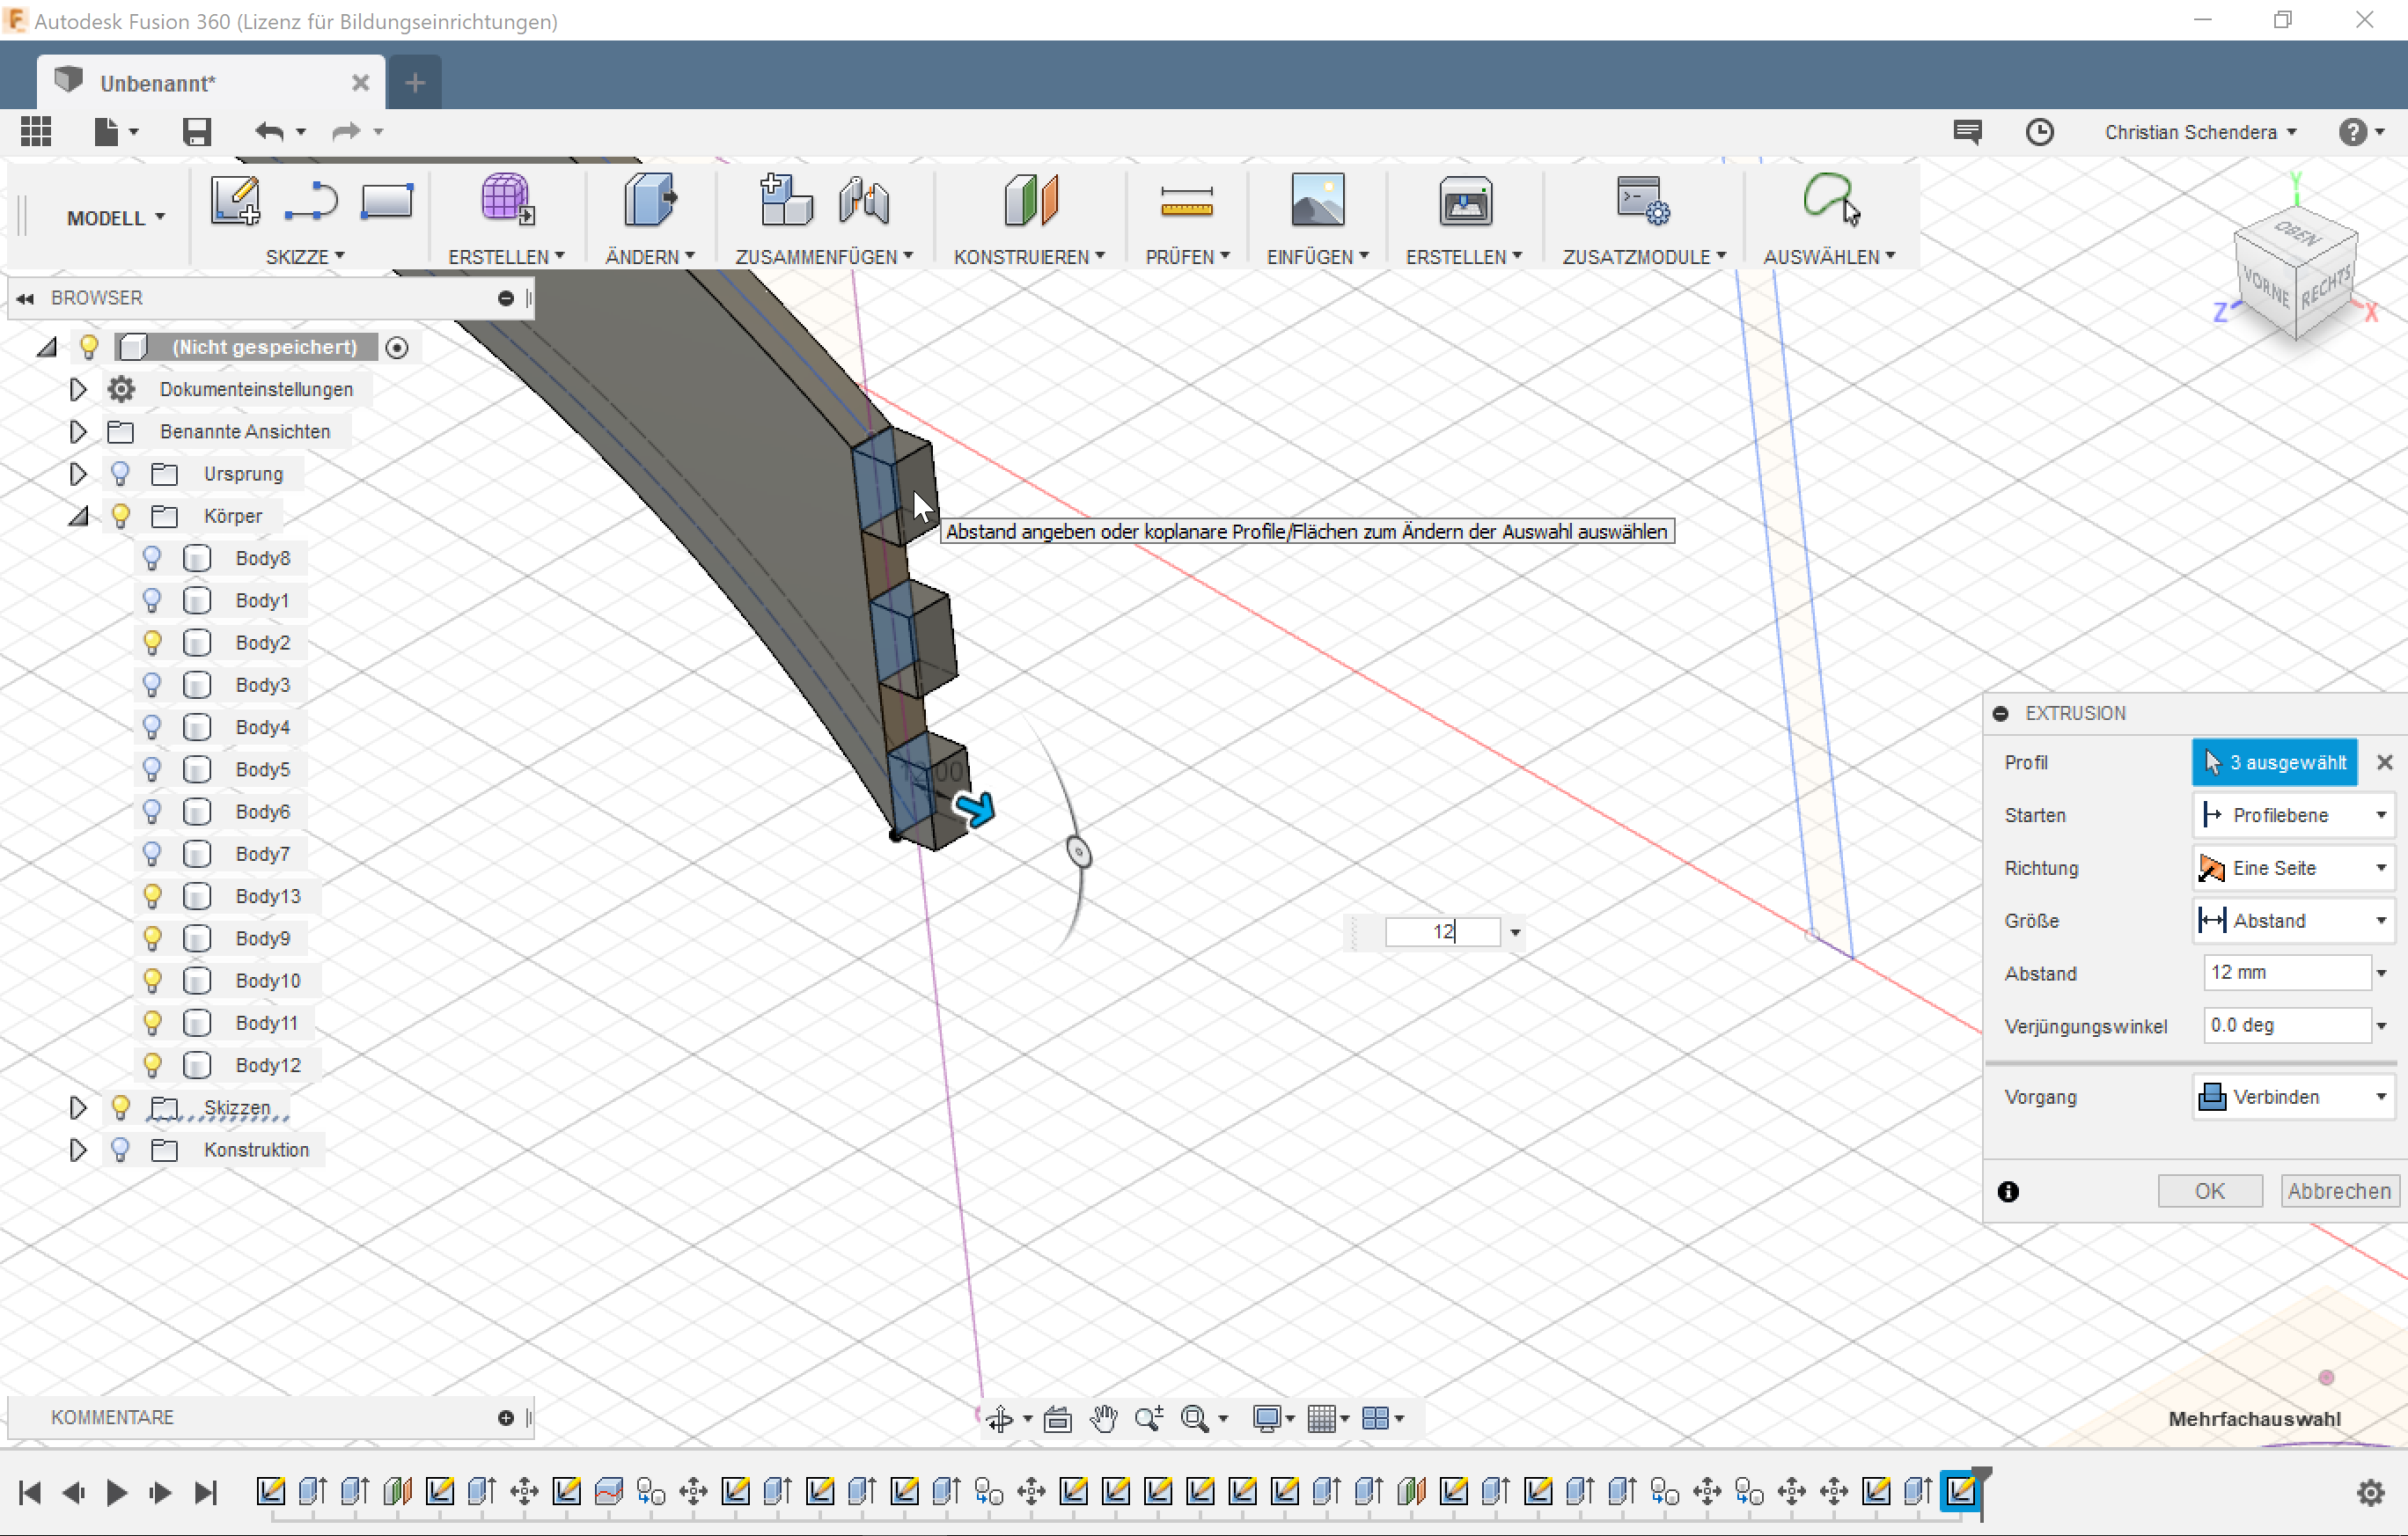 Autodesk Fusion 360 (Lizenz für Bildungseinrichtungen)
Unbenannt*
Christian Schendera
MODELL
SKIZZE
ERSTELLEN
ÄNDERN
ZUSAMMENFÜGEN
KONSTRUIEREN
PRÜFEN
EINFÜGEN
ERSTELLEN
ZUSATZMODULE
AUSWÄHLEN
Y
OBEN
VORNE
RECHTS
Z
X
BROWSER
(Nicht gespeichert)
Dokumenteinstellungen
Benannte Ansichten
Ursprung
Körper
Body8
Body1
Body2
Body3
Body4
Body5
Body6
Body7
Body13
Body9
Body10
Body11
Body12
Skizzen
Konstruktion
Abstand angeben oder koplanare Profile/Flächen zum Ändern der Auswahl auswählen
12.00
12
EXTRUSION
Profil
3 ausgewählt
Starten
Profilebene
Richtung
Eine Seite
Größe
Abstand
Abstand
12 mm
Verjüngungswinkel
0.0 deg
Vorgang
Verbinden
OK
Abbrechen
KOMMENTARE
Mehrfachauswahl